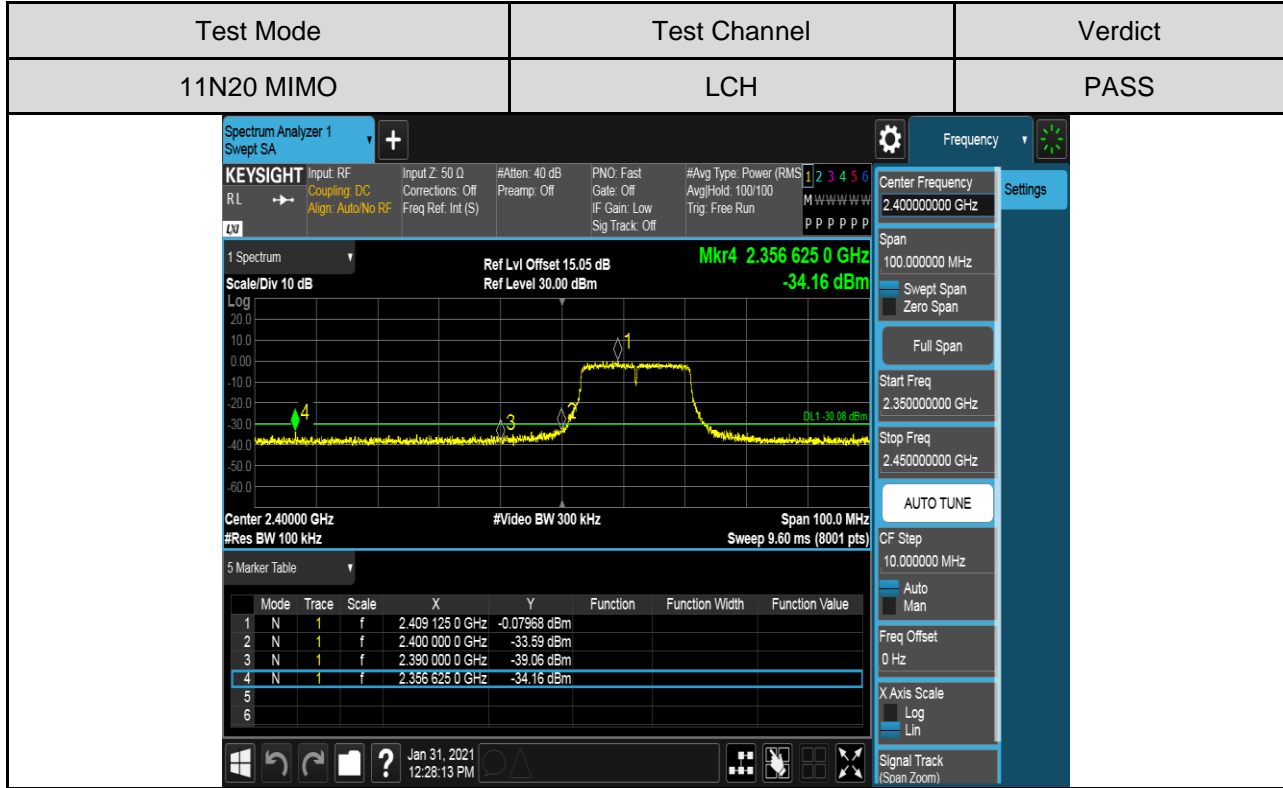 Test Mode Test Channel Verdict
11N20 MIMO LCH PASS
Spectrum Analyzer 1
Swept SA
+
Frequency
KEYSIGHT Input: RF Input Z: 50 Ω #Atten: 40 dB PNO: Fast #Avg Type: Power (RMS 1 2 3 4 5 6
RL Coupling: DC Corrections: Off Preamp: Off Gate: Off Avg|Hold: 100/100 M W W W W W
Align: Auto/No RF Freq Ref: Int (S) IF Gain: Low Trig: Free Run
LXI Sig Track: Off P P P P P P
1 Spectrum Ref Lvl Offset 15.05 dB Mkr4 2.356 625 0 GHz
Scale/Div 10 dB Ref Level 30.00 dBm -34.16 dBm
Log
20.0
10.0
0.00
-10.0
-20.0
-30.0
-40.0
-50.0
-60.0
1
2
3
4
DL1 -30.08 dBm
Center 2.40000 GHz #Video BW 300 kHz Span 100.0 MHz
#Res BW 100 kHz Sweep 9.60 ms (8001 pts)
5 Marker Table
Mode Trace Scale X Y Function Function Width Function Value
1 N 1 f 2.409 125 0 GHz -0.07968 dBm
2 N 1 f 2.400 000 0 GHz -33.59 dBm
3 N 1 f 2.390 000 0 GHz -39.06 dBm
4 N 1 f 2.356 625 0 GHz -34.16 dBm
5
6
?
Jan 31, 2021
12:28:13 PM
Center Frequency
2.400000000 GHz
Settings
Span
100.000000 MHz
Swept Span
Zero Span
Full Span
Start Freq
2.350000000 GHz
Stop Freq
2.450000000 GHz
AUTO TUNE
CF Step
10.000000 MHz
Auto
Man
Freq Offset
0 Hz
X Axis Scale
Log
Lin
Signal Track
(Span Zoom)